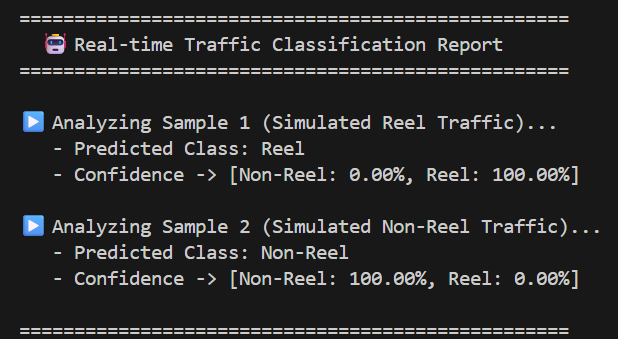 ==================================================
🤖 Real-time Traffic Classification Report
==================================================
▶️ Analyzing Sample 1 (Simulated Reel Traffic)...
- Predicted Class: Reel
- Confidence -> [Non-Reel: 0.00%, Reel: 100.00%]
▶️ Analyzing Sample 2 (Simulated Non-Reel Traffic)...
- Predicted Class: Non-Reel
- Confidence -> [Non-Reel: 100.00%, Reel: 0.00%]
==================================================